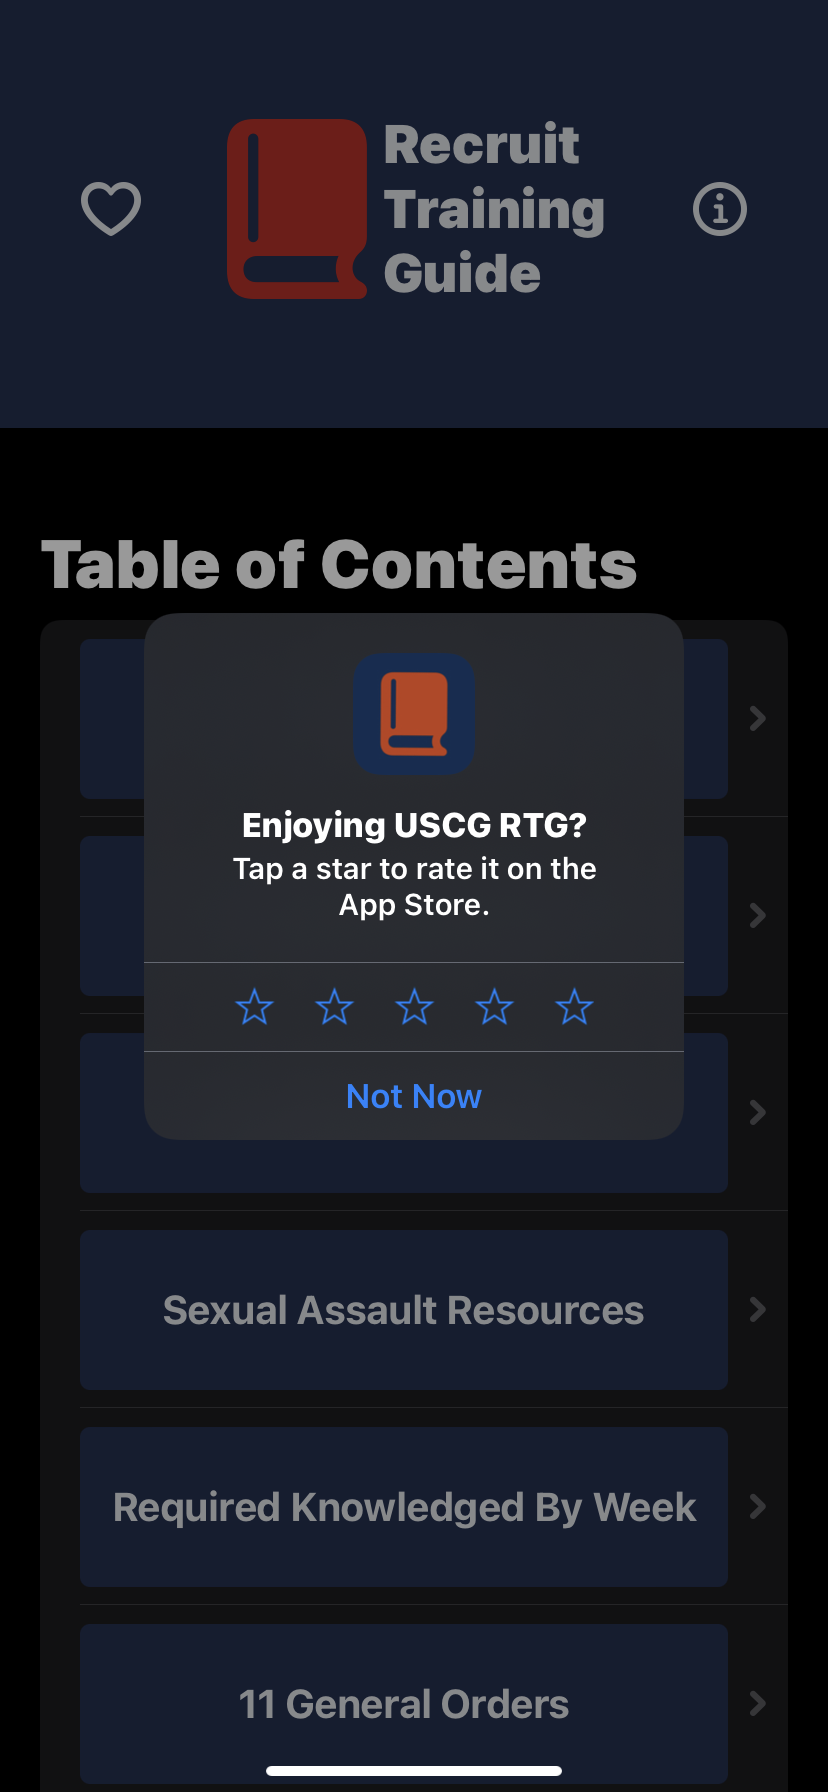 Recruit
Training
Guide
Table of Contents
Enjoying USCG RTG?
Tap a star to rate it on the
App Store.
Not Now
Sexual Assault Resources
Required Knowledged By Week
11 General Orders